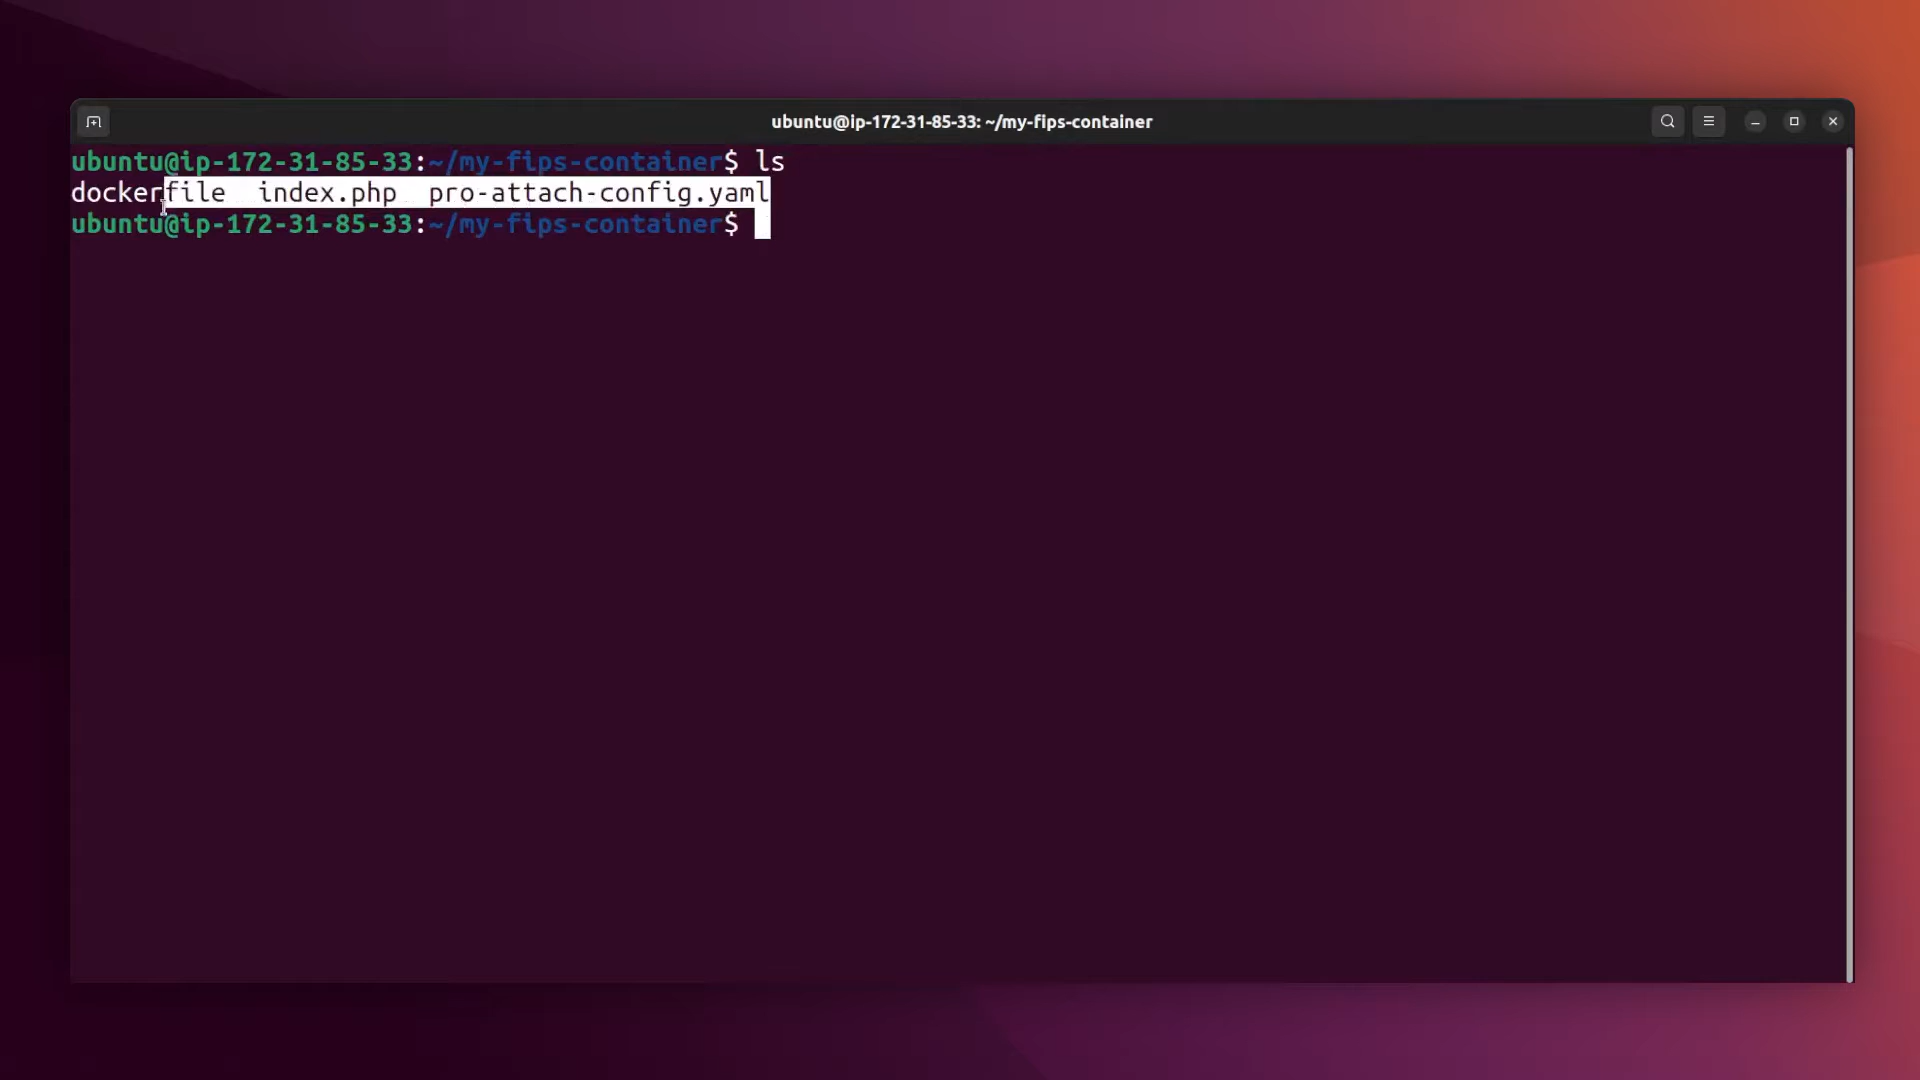 ubuntu@ip-172-31-85-33: ~/my-fips-container
ubuntu@ip-172-31-85-33:~/my-fips-container$ ls
dockerfile  index.php  pro-attach-config.yaml
ubuntu@ip-172-31-85-33:~/my-fips-container$